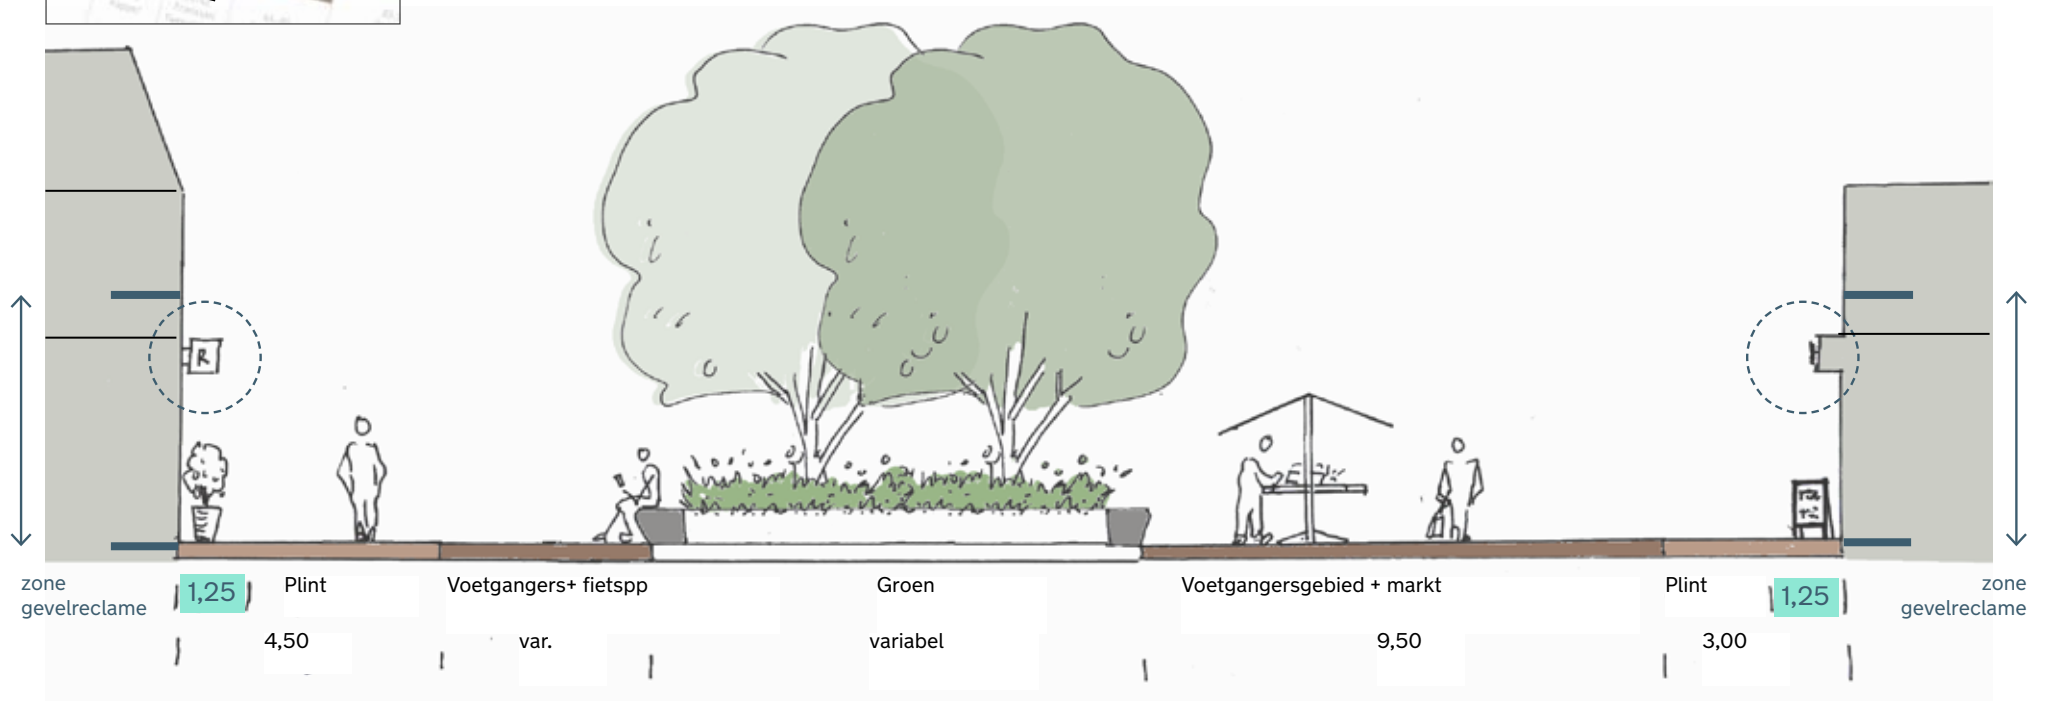 R
zone
gevelreclame
1,25
Plint
Voetgangers+ fietspp
Groen
Voetgangersgebied + markt
Plint
1,25
zone
gevelreclame
4,50
var.
variabel
9,50
3,00